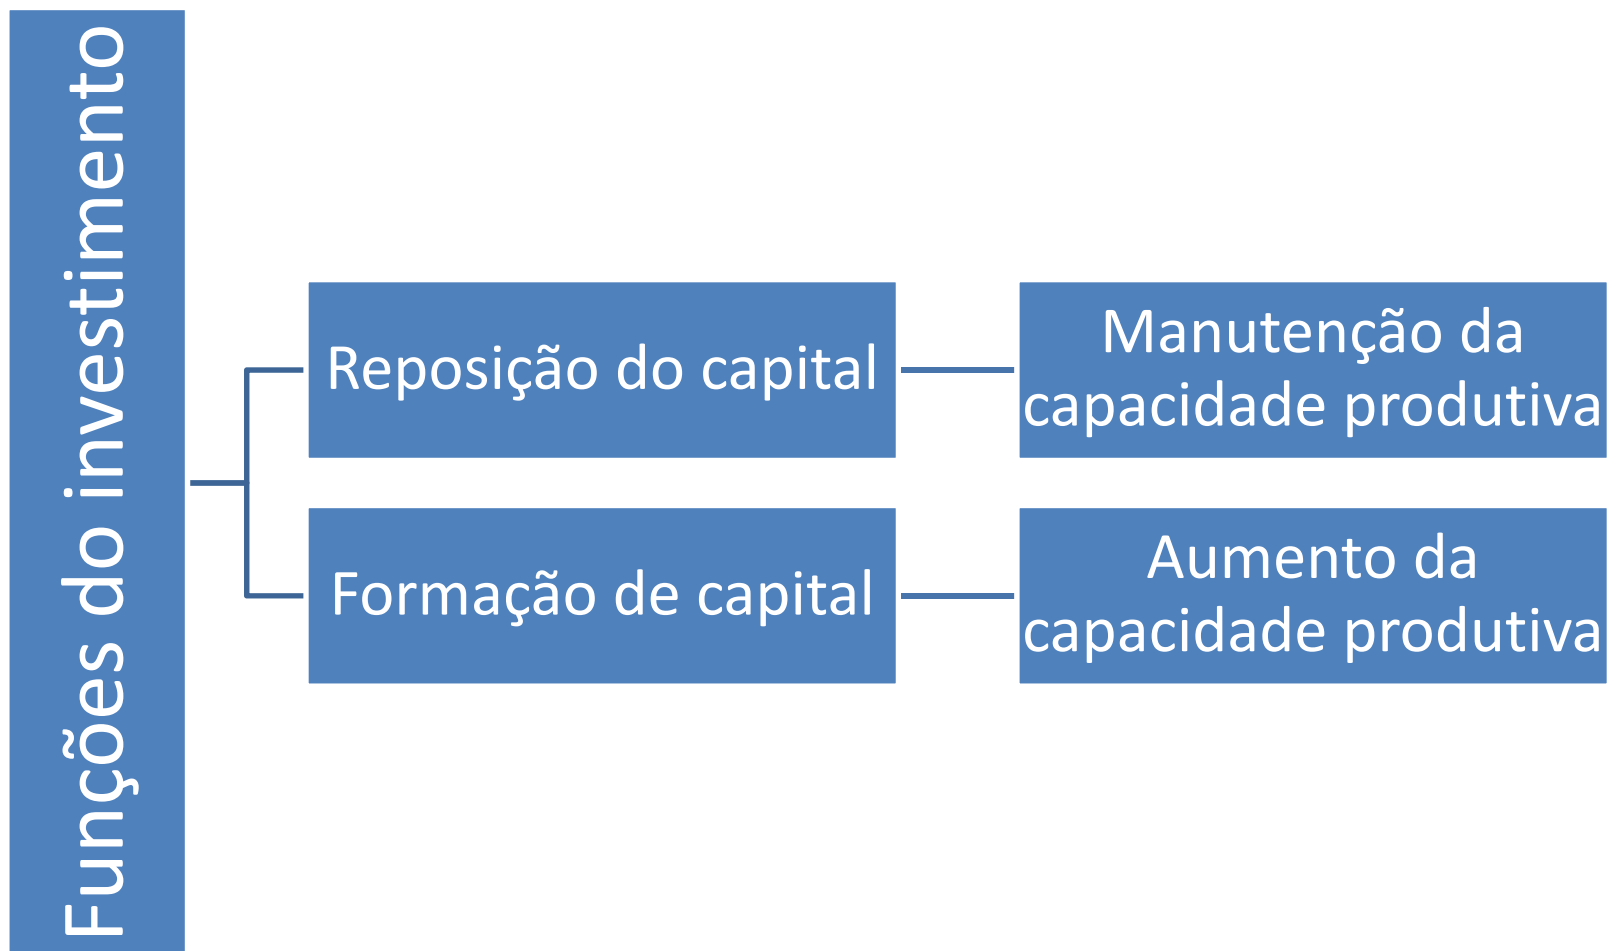 Funções do investimento
Reposição do capital
Manutenção da
capacidade produtiva
Formação de capital
Aumento da
capacidade produtiva